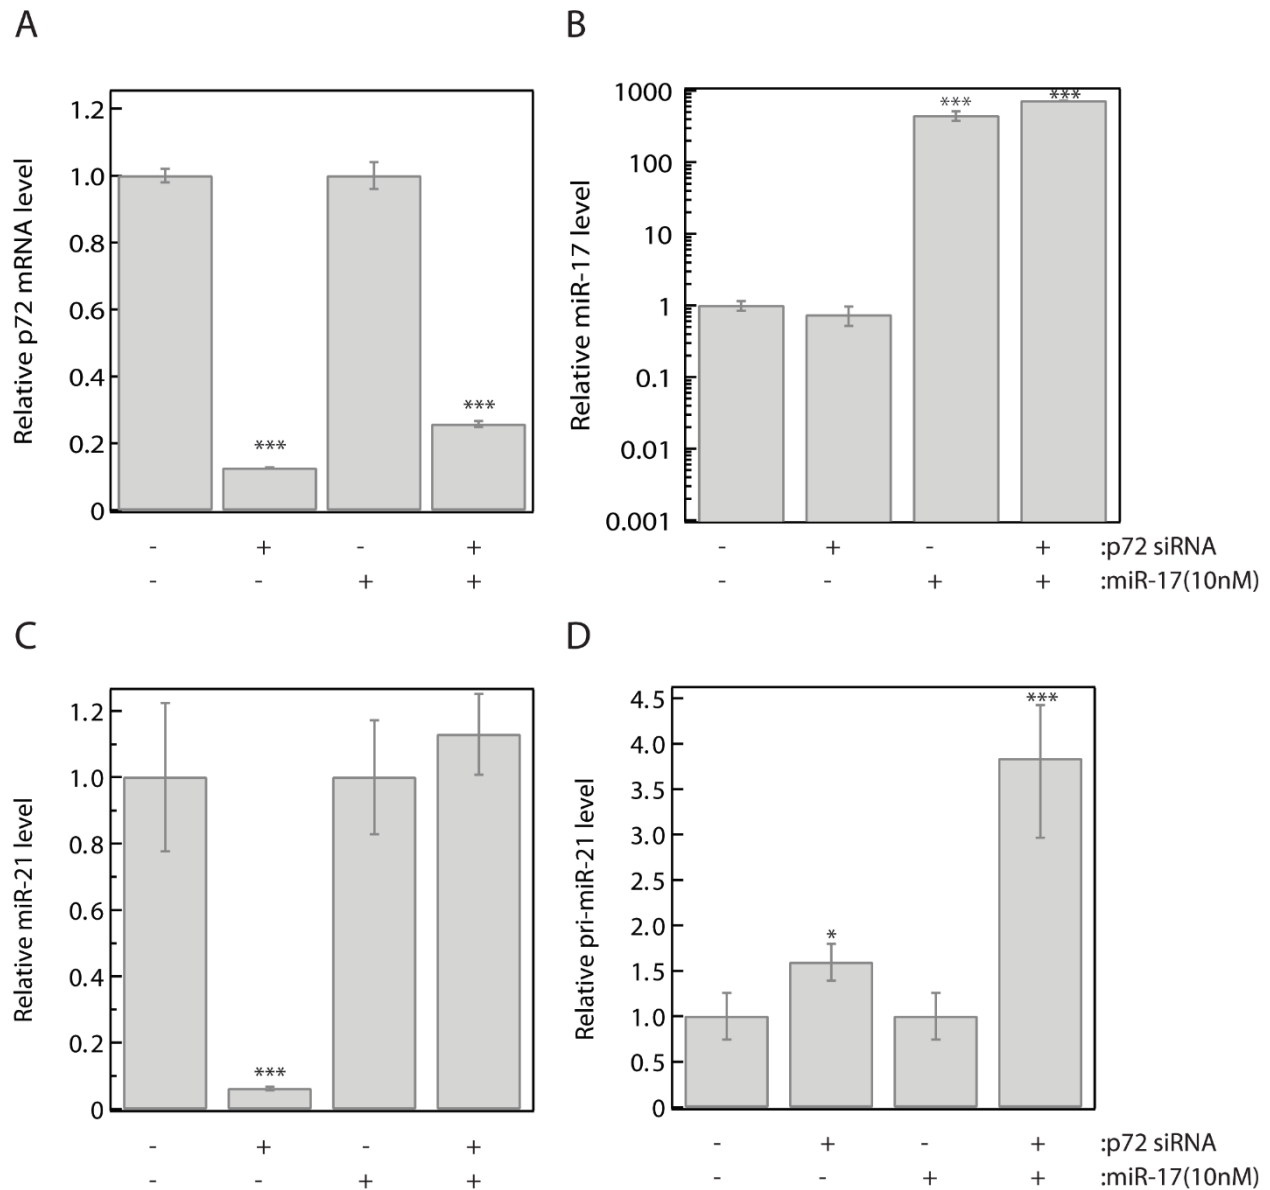 A
Relative p72 mRNA level
1.2
1.0
0.8
0.6
0.4
0.2
0
***
***
- + - +
- - + +
B
Relative miR-17 level
1000
100
10
1
0.1
0.01
0.001
***
***
- + - + :p72 siRNA
- - + + :miR-17(10nM)
C
Relative miR-21 level
1.2
1.0
0.8
0.6
0.4
0.2
0
***
- + - +
- - + +
D
Relative pri-miR-21 level
4.5
4.0
3.5
3.0
2.5
2.0
1.5
1.0
0.5
0
*
***
- + - + :p72 siRNA
- - + + :miR-17(10nM)